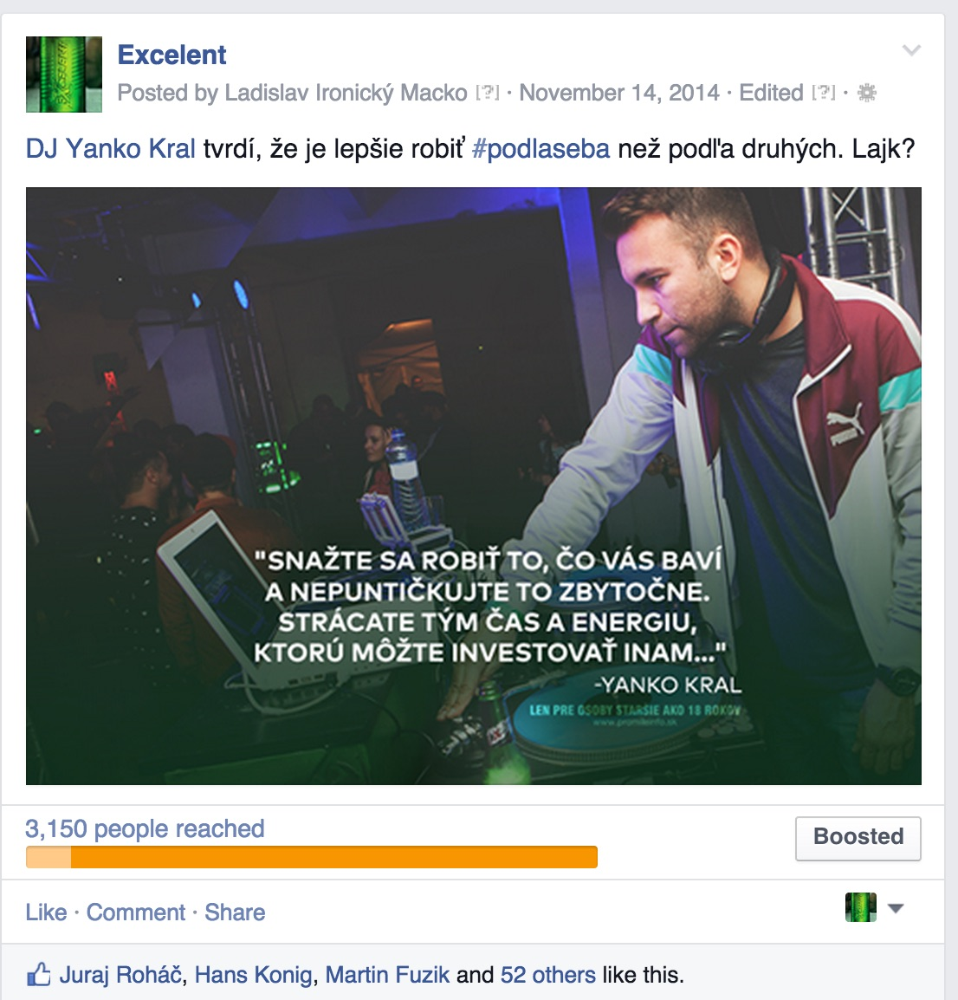 Excelent
Posted by Ladislav Ironický Macko [?] · November 14, 2014 · Edited [?] ·
DJ Yanko Kral tvrdí, že je lepšie robiť #podlaseba než podľa druhých. Lajk?
PUMA
"SNAŽTE SA ROBIŤ TO, ČO VÁS BAVÍ
A NEPUNTIČKUJTE TO ZBYTOČNE.
STRÁCATE TÝM ČAS A ENERGIU,
KTORÚ MÔŽTE INVESTOVAŤ INAM..."
-YANKO KRAL
LEN PRE OSOBY STARŠIE AKO 18 ROKOV
www.promileinfo.sk
3,150 people reached
Boosted
Like · Comment · Share
Juraj Roháč, Hans Konig, Martin Fuzik and 52 others like this.